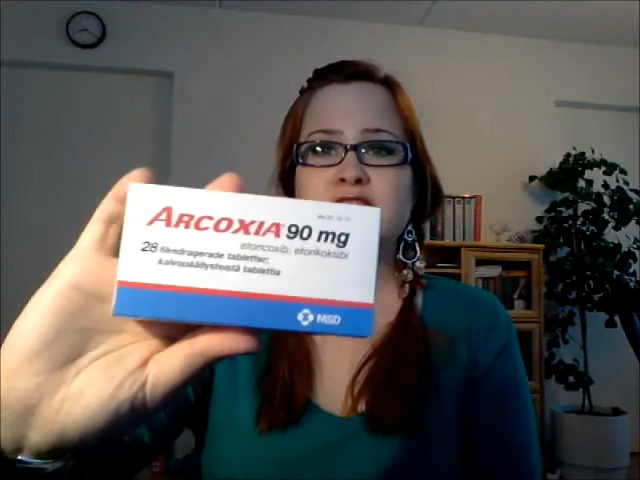 ARCOXIA® 90 mg
etoricoxib, etorikoksibi
28 filmdragerade tabletter,
kalvopäällysteistä tablettia
MSD